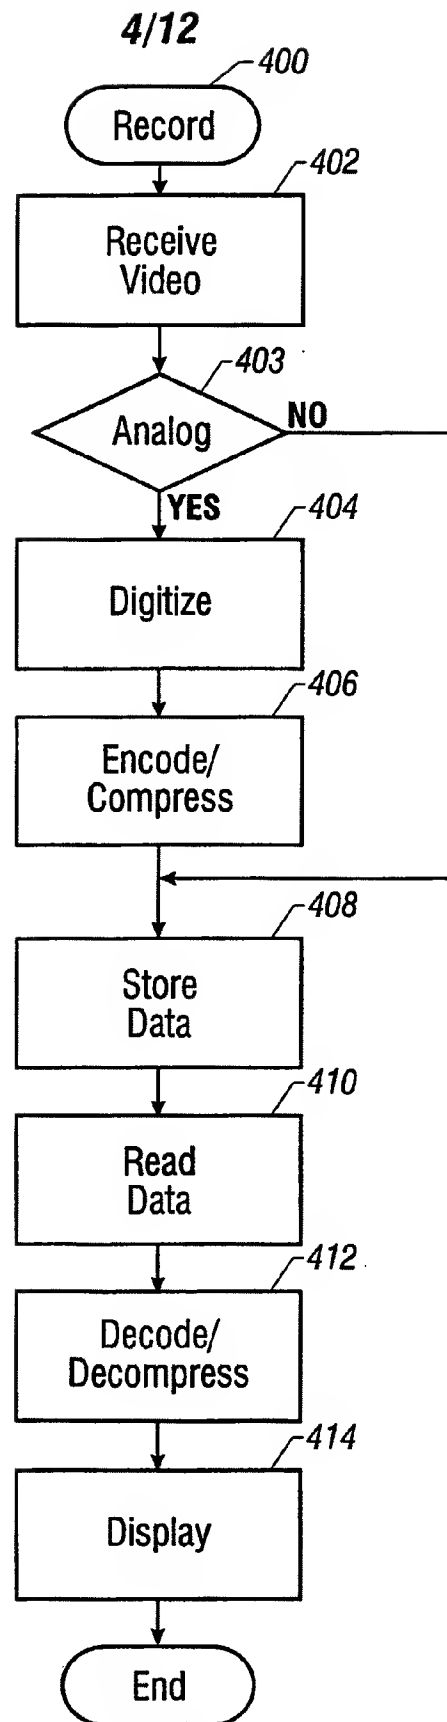 4/12
400
Record
402
Receive
Video
403
Analog
NO
YES
404
Digitize
406
Encode/
Compress
408
Store
Data
410
Read
Data
412
Decode/
Decompress
414
Display
End